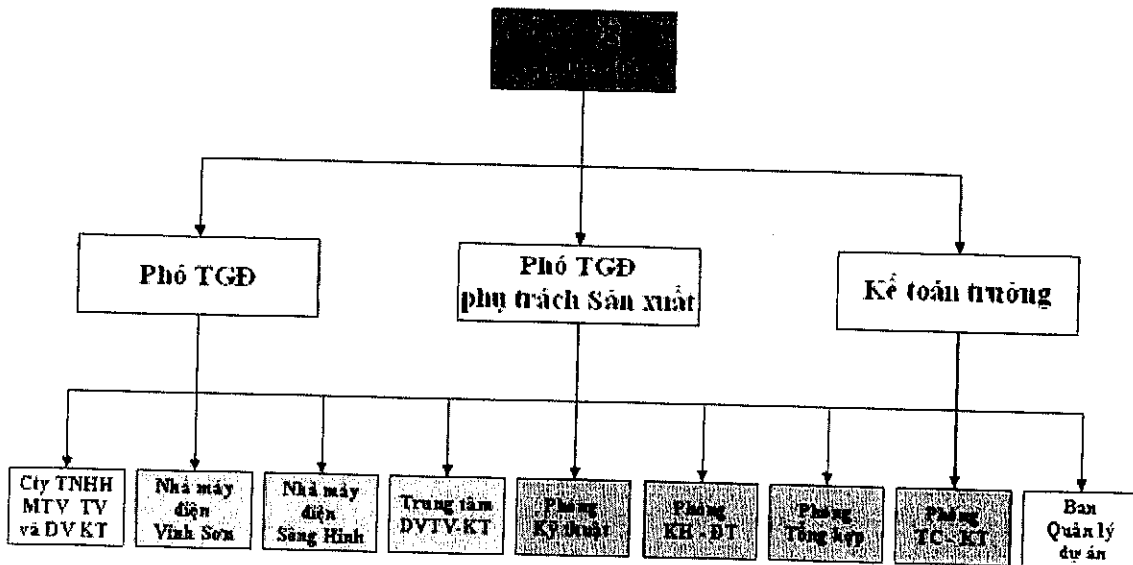 Phó TGĐ
Phó TGĐ
phụ trách Sản xuất
Kế toán trưởng
Cty TNHH
MTV TV
và DV KT
Nhà máy
điện
Vĩnh Sơn
Nhà máy
điện
Sông Hinh
Trung tâm
DVTV-KT
Phòng
Kỹ thuật
Phòng
KH - ĐT
Phòng
Tổng hợp
Phòng
TC - KT
Ban
Quản lý
dự án